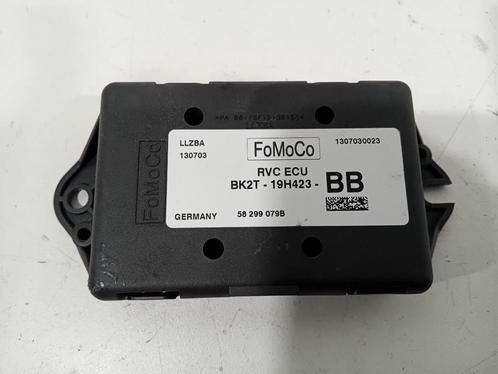 LLZBA
130703
FoMoCo
1307030023
RVC ECU
BK2T - 19H423 - BB
GERMANY
58 299 079B
FoMoCo